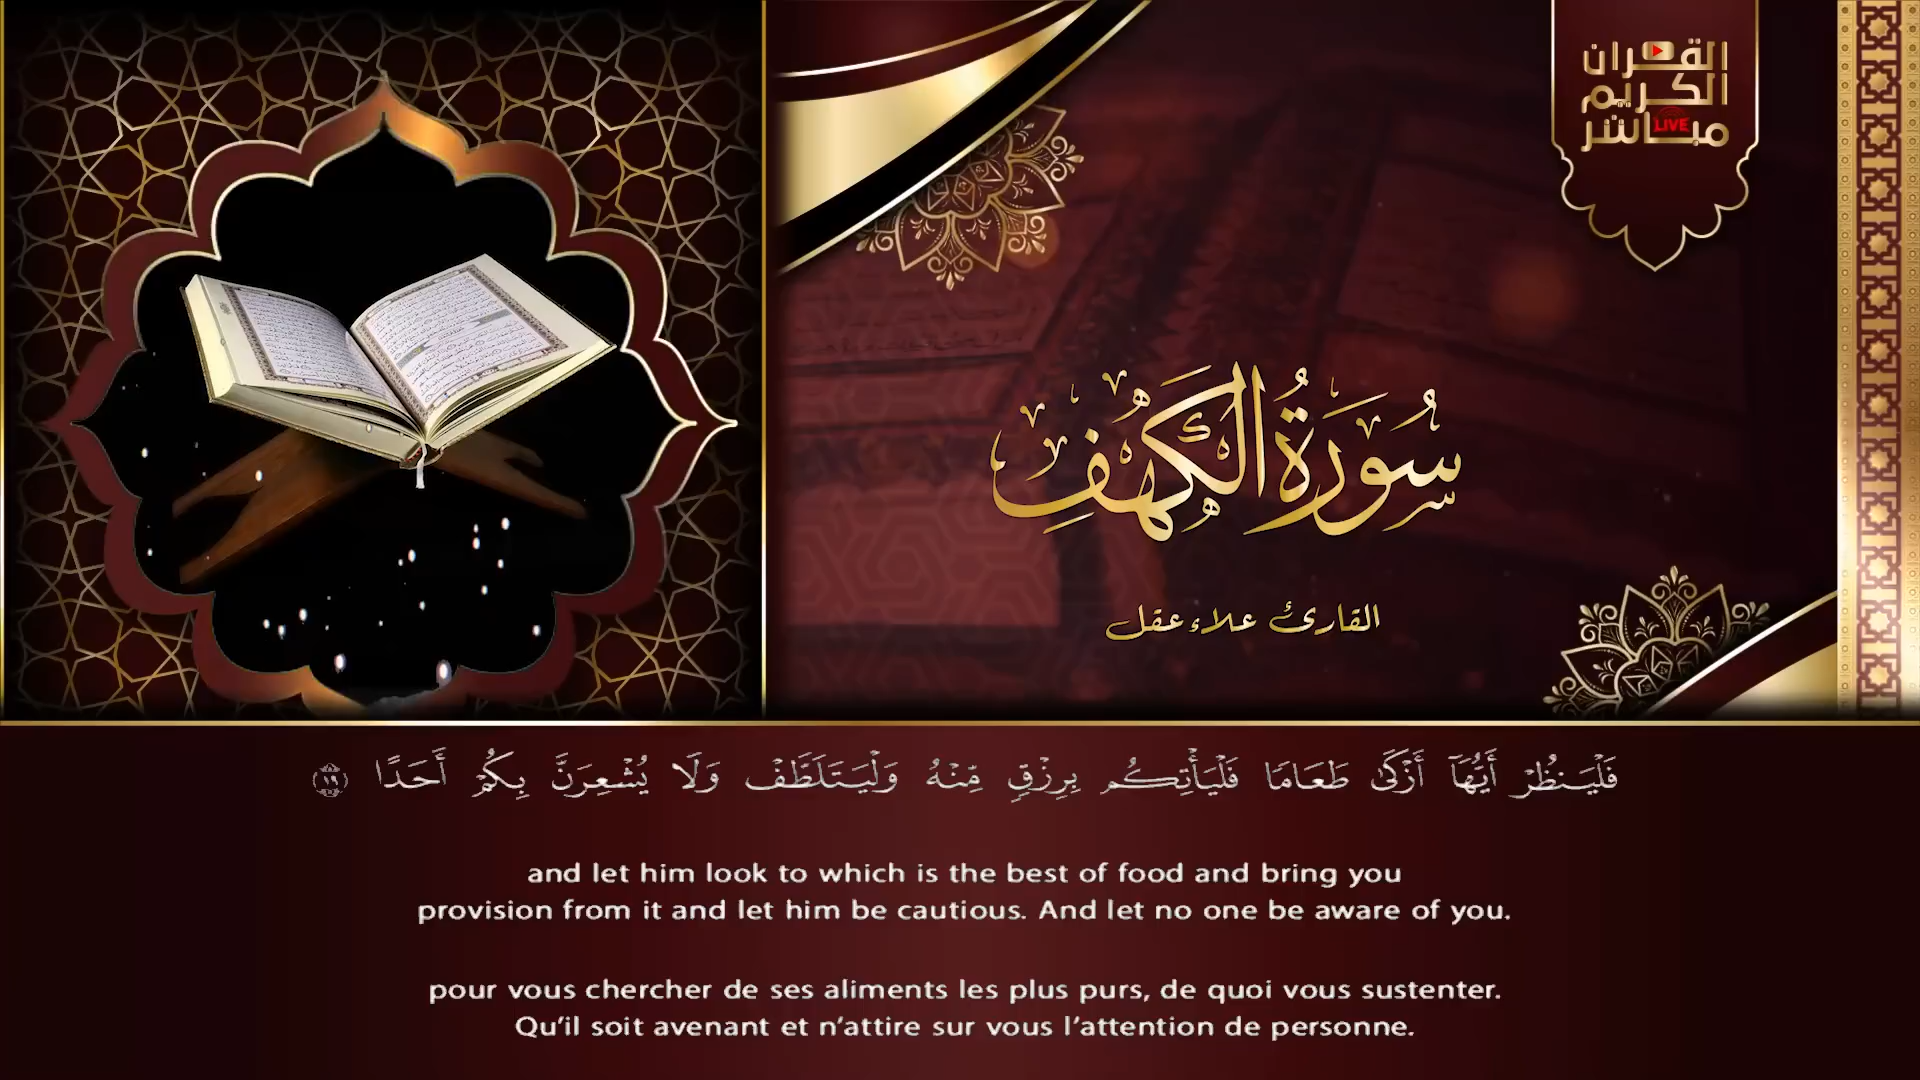 القرآن
الكريم
مباشر
LIVE
سُورَةُ الكَهْفِ
القارئ علاء عقل
فَلْيَنظُرْ أَيُّهَآ أَزْكَىٰ طَعَامًا فَلْيَأْتِكُم بِرِزْقٍ مِّنْهُ وَلْيَتَلَطَّفْ وَلَا يُشْعِرَنَّ بِكُمْ أَحَدًا ١٩
and let him look to which is the best of food and bring you
provision from it and let him be cautious. And let no one be aware of you.
pour vous chercher de ses aliments les plus purs, de quoi vous sustenter.
Qu’il soit avenant et n’attire sur vous l’attention de personne.